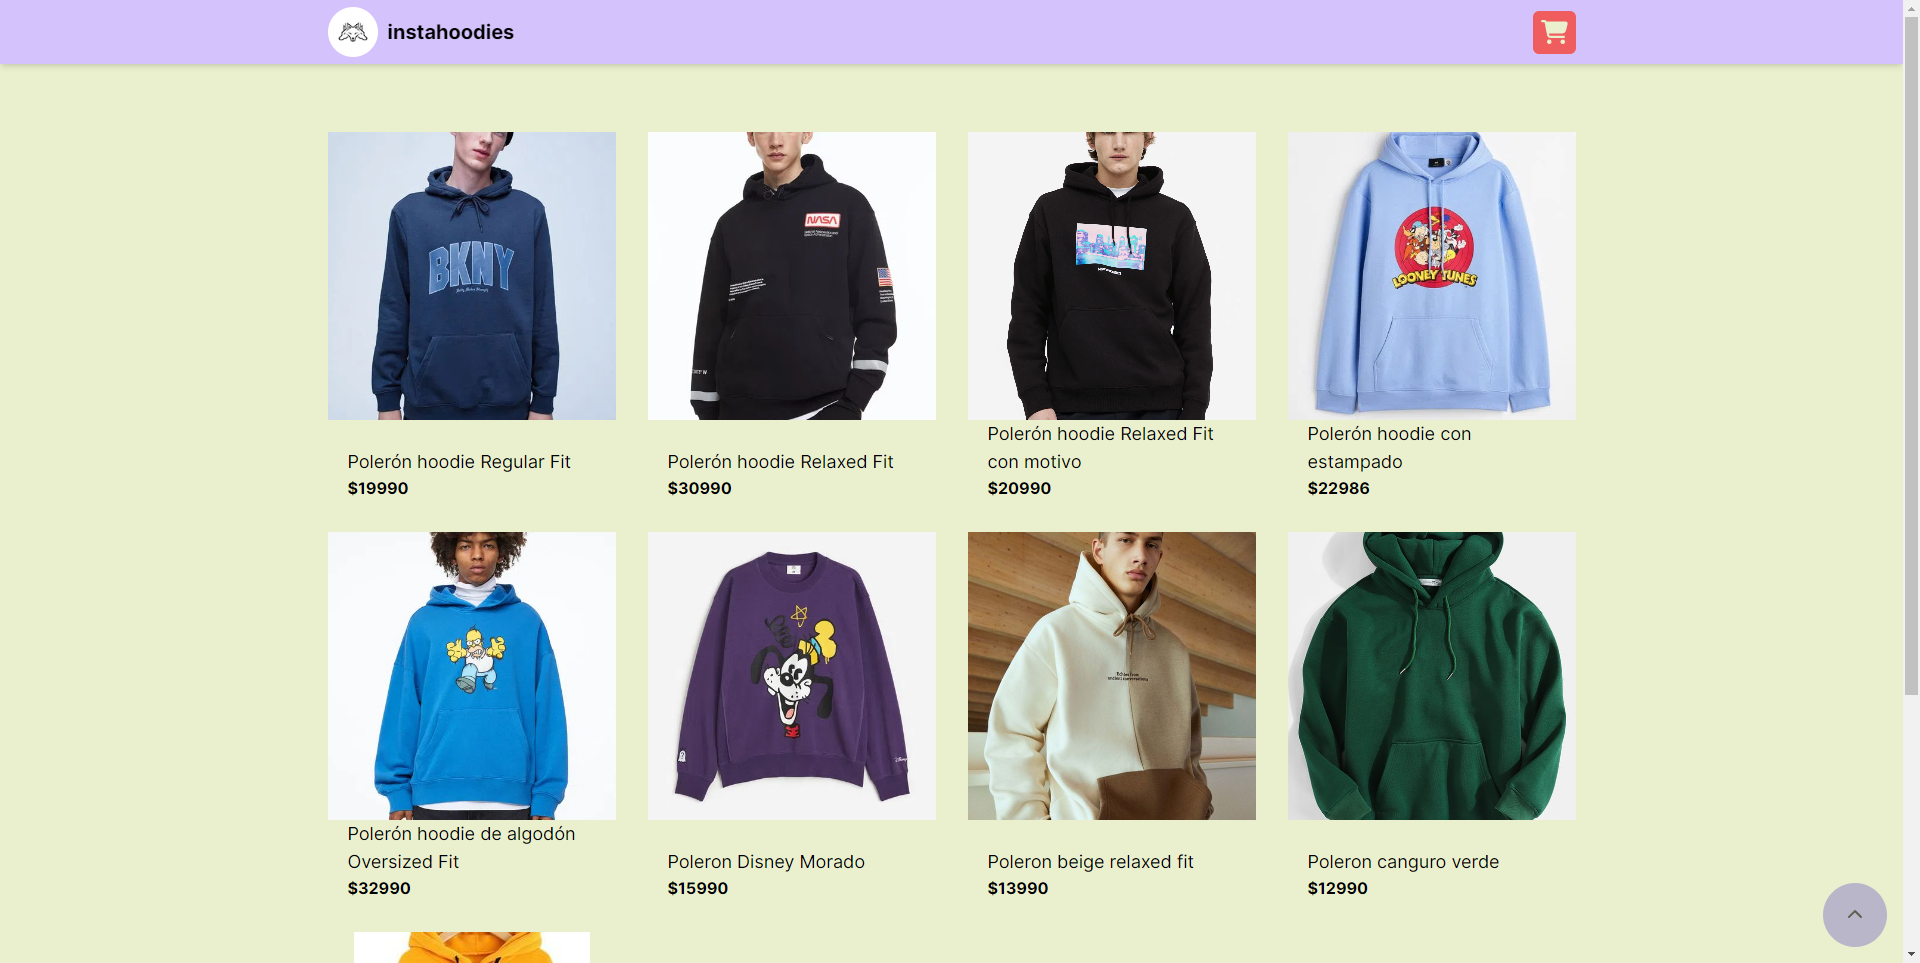 instahoodies
BKNY
NASA
LOONEY TUNES
Polerón hoodie Regular Fit
$19990
Polerón hoodie Relaxed Fit
$30990
Polerón hoodie Relaxed Fit
con motivo
$20990
Polerón hoodie con
estampado
$22986
Polerón hoodie de algodón
Oversized Fit
$32990
Poleron Disney Morado
$15990
Poleron beige relaxed fit
$13990
Poleron canguro verde
$12990